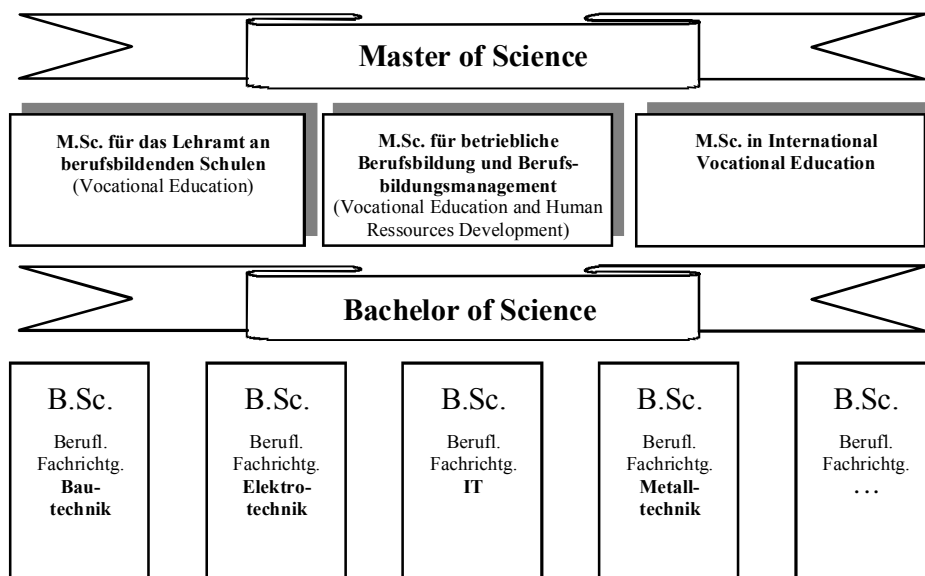 Master of Science
M.Sc. für das Lehramt an
berufsbildenden Schulen
(Vocational Education)
M.Sc. für betriebliche
Berufsbildung und Berufs-
bildungsmanagement
(Vocational Education and Human
Ressources Development)
M.Sc. in International
Vocational Education
Bachelor of Science
B.Sc.
Berufl.
Fachrichtg.
Bau-
technik
B.Sc.
Berufl.
Fachrichtg.
Elektro-
technik
B.Sc.
Berufl.
Fachrichtg.
IT
B.Sc.
Berufl.
Fachrichtg.
Metall-
technik
B.Sc.
Berufl.
Fachrichtg.
. . .